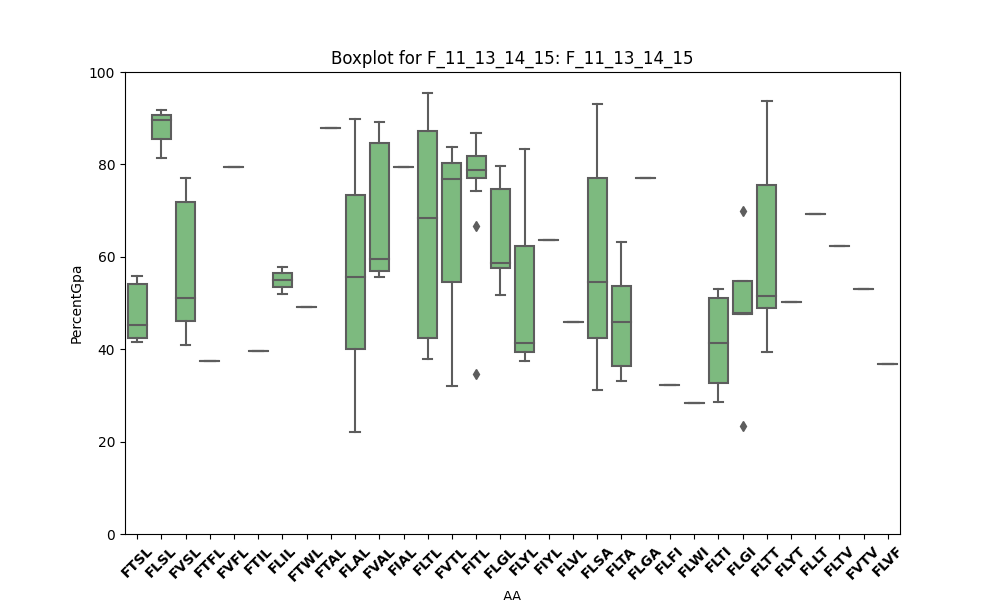 Boxplot for F_11_13_14_15: F_11_13_14_15
PercentGpa
100
80
60
40
20
0
FTSL FLSL FVSL FTFL FVFL FTIL FLIL FTWL FTAL FLAL FVAL FIAL FLTL FVTL FITL FLGL FLYL FIYL FLVL FLSA FLTA FLGA FLFI FLWI FLTI FLGI FLTT FLYT FLLT FLTV FVTV FLVF
AA